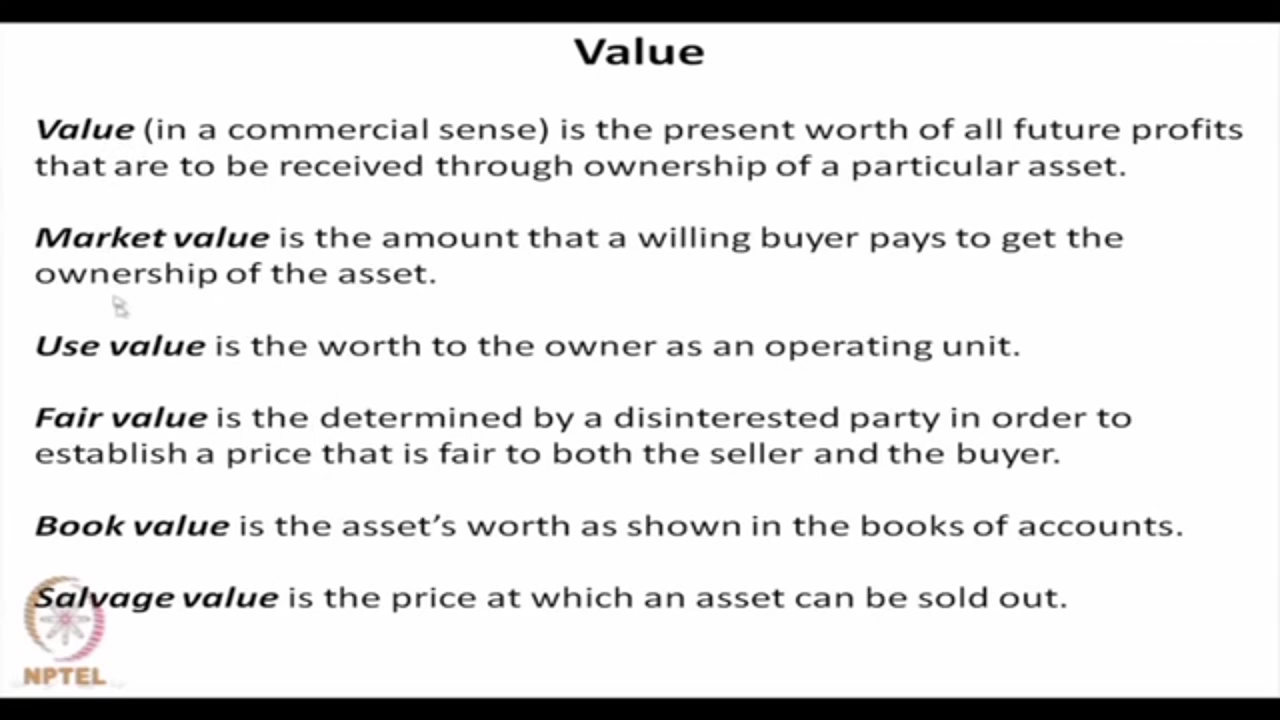 Value
Value (in a commercial sense) is the present worth of all future profits
that are to be received through ownership of a particular asset.
Market value is the amount that a willing buyer pays to get the
ownership of the asset.
Use value is the worth to the owner as an operating unit.
Fair value is the determined by a disinterested party in order to
establish a price that is fair to both the seller and the buyer.
Book value is the asset’s worth as shown in the books of accounts.
Salvage value is the price at which an asset can be sold out.
NPTEL